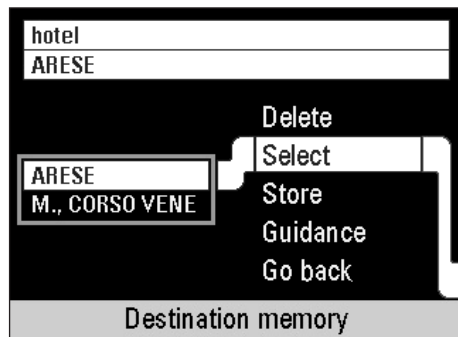 hotel
ARESE
Delete
Select
Store
Guidance
Go back
ARESE
M., CORSO VENE
Destination memory